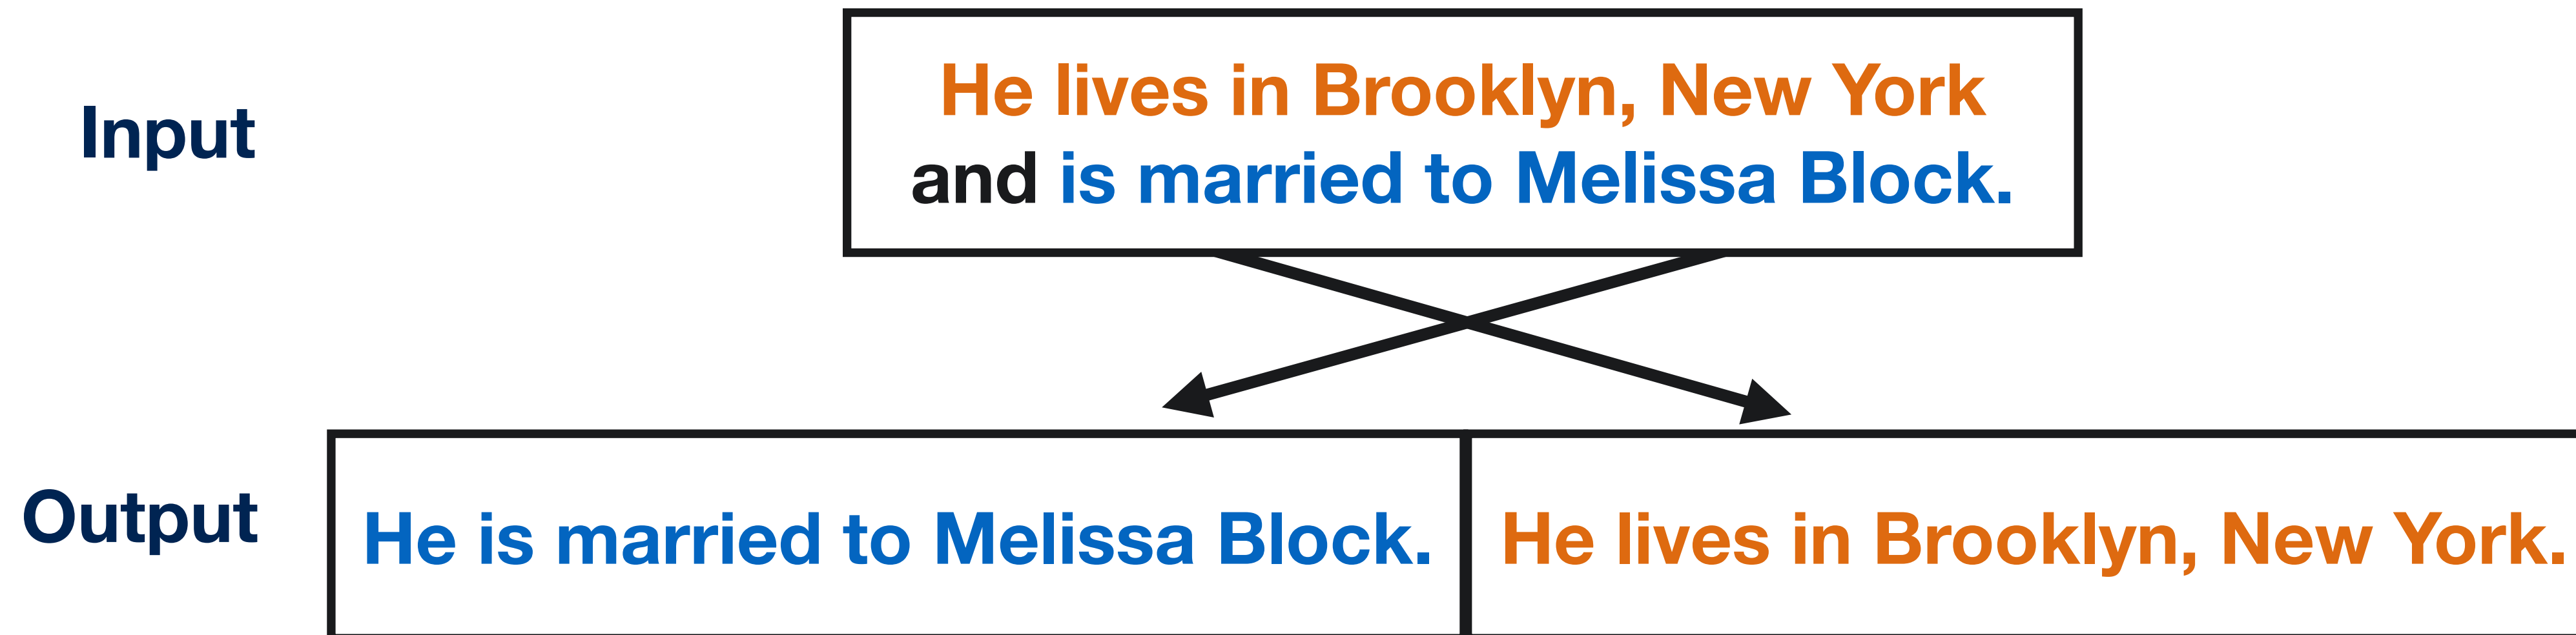 Input
He lives in Brooklyn, New York
and is married to Melissa Block.
Output
He is married to Melissa Block.
He lives in Brooklyn, New York.